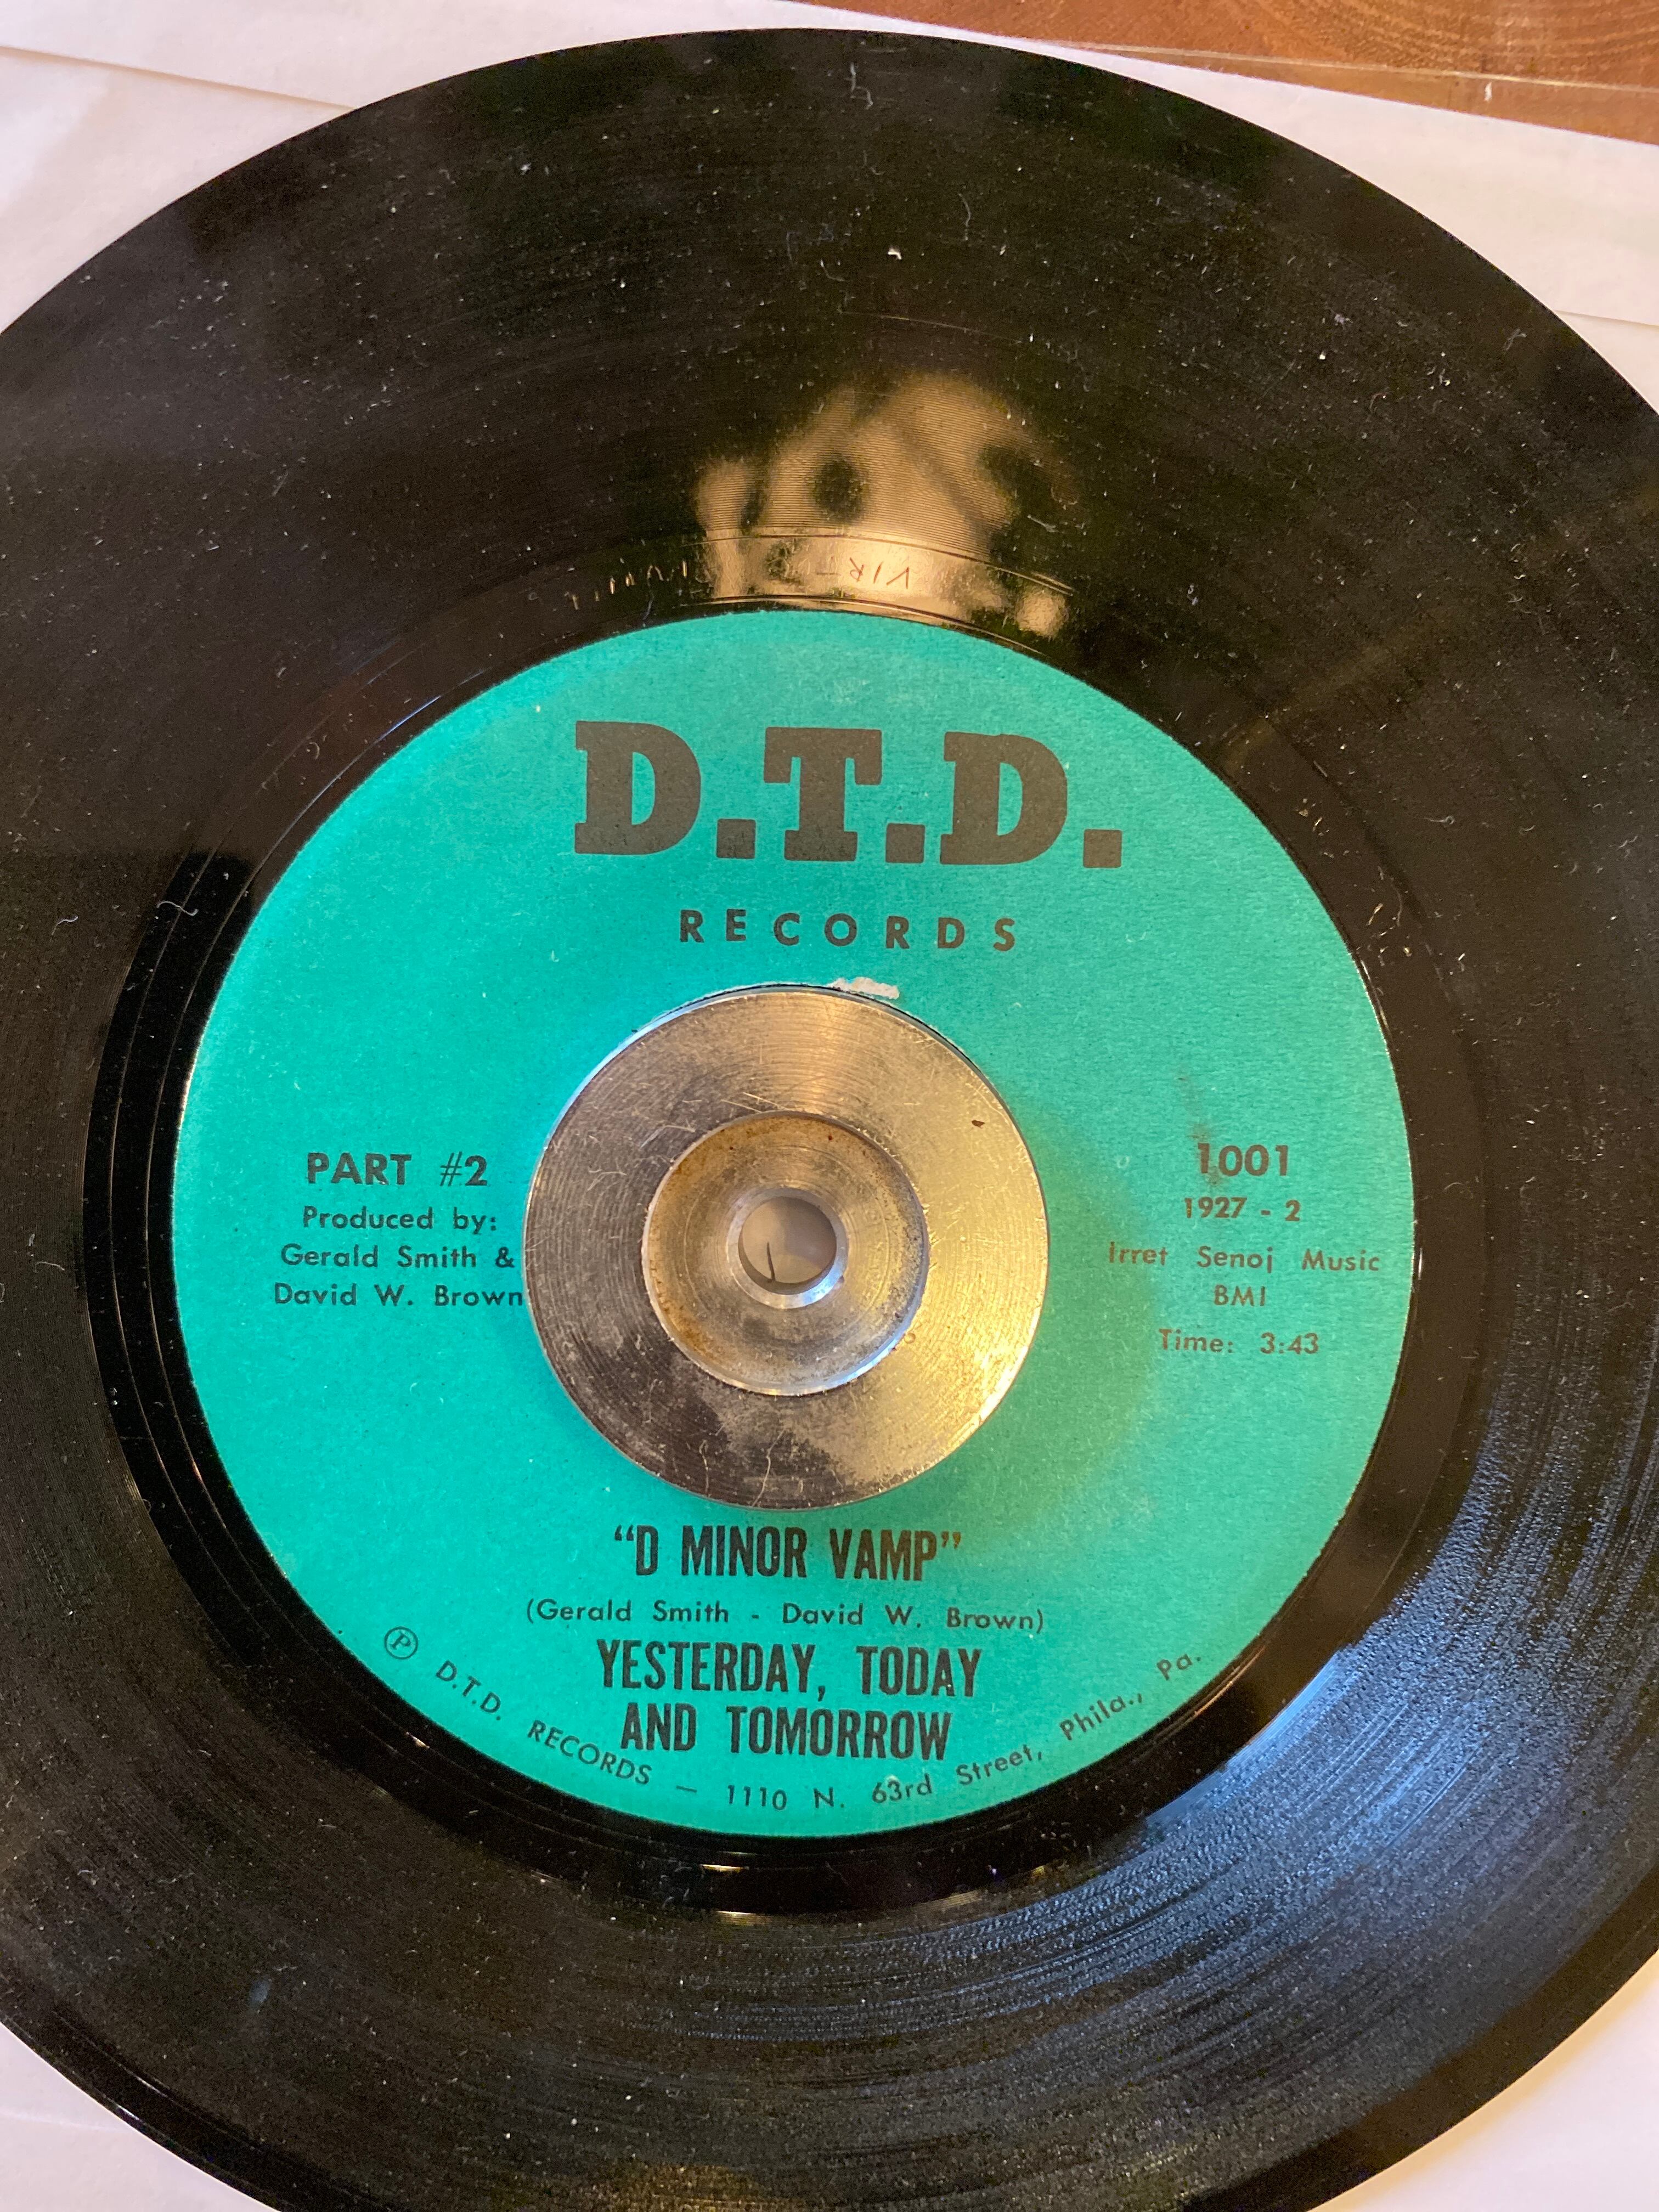 VIRT
D.T.D.
RECORDS
PART #2
Produced by:
Gerald Smith &
David W. Brown
1001
1927 - 2
Irret Senoj Music
BMI
Time: 3:43
“D MINOR VAMP”
(Gerald Smith - David W. Brown)
YESTERDAY, TODAY
AND TOMORROW
Ⓟ D.T.D. RECORDS — 1110 N. 63rd Street, Phila., Pa.